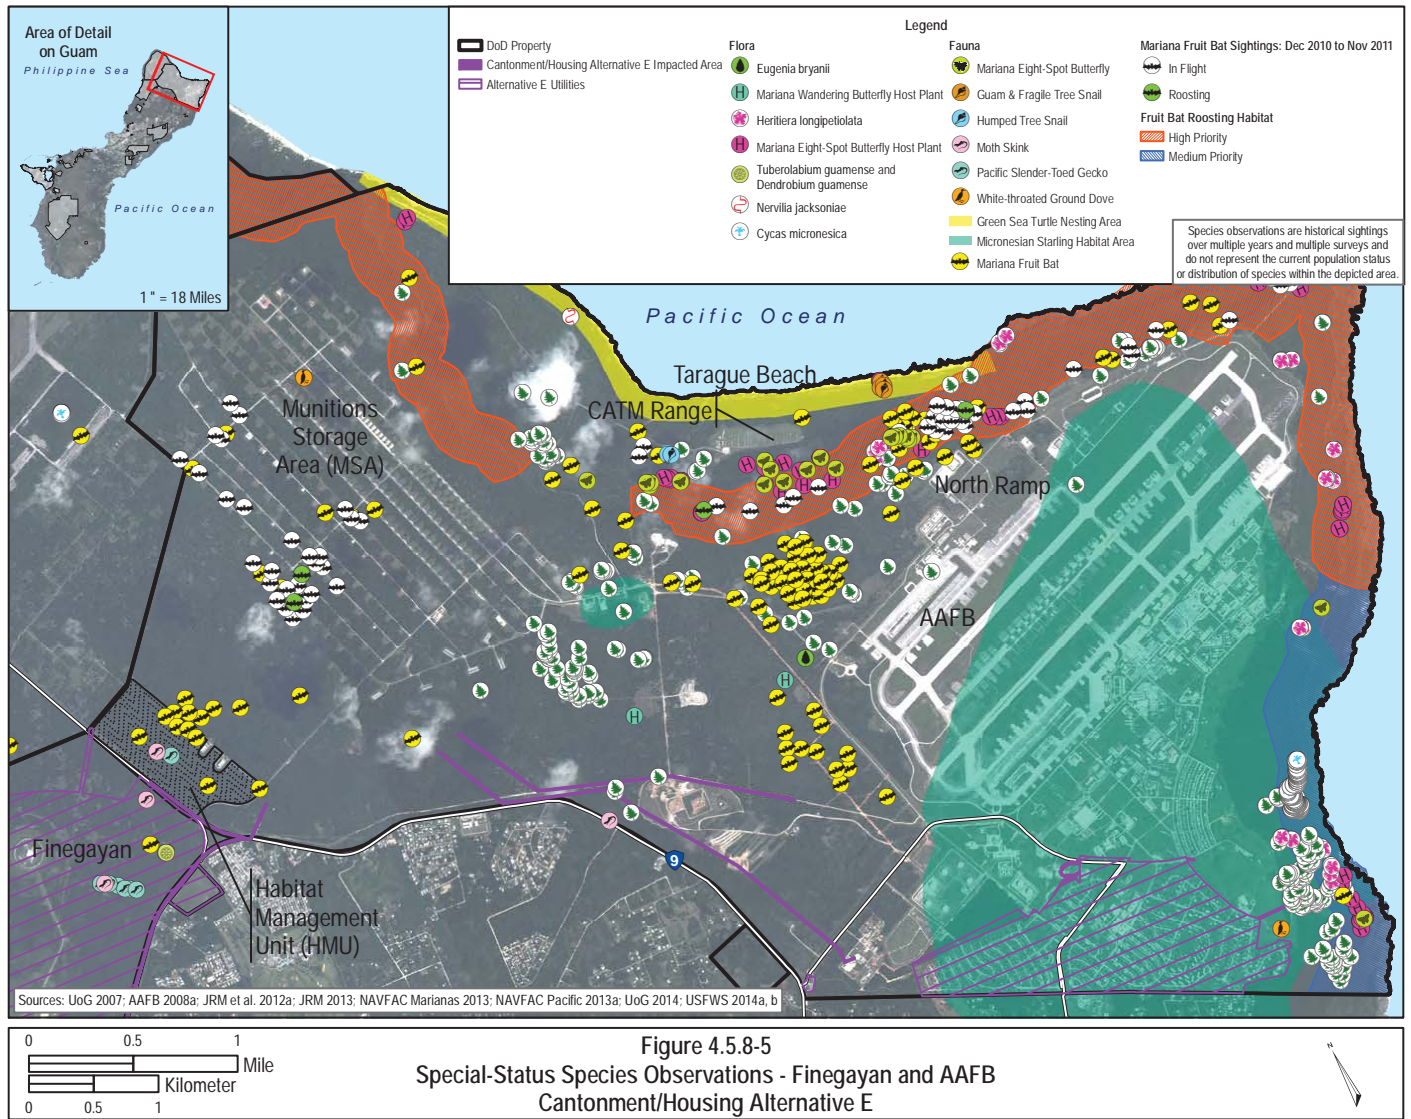 Area of Detail
on Guam
Philippine Sea
Pacific Ocean
1 " = 18 Miles
Legend
DoD Property
Cantonment/Housing Alternative E Impacted Area
Alternative E Utilities
Flora
Eugenia bryanii
H Mariana Wandering Butterfly Host Plant
Heritiera longipetiolata
H Mariana Eight-Spot Butterfly Host Plant
Tuberolabium guamense and
Dendrobium guamense
Nervilia jacksoniae
Cycas micronesica
Fauna
Mariana Eight-Spot Butterfly
Guam & Fragile Tree Snail
Humped Tree Snail
Moth Skink
Pacific Slender-Toed Gecko
White-throated Ground Dove
Green Sea Turtle Nesting Area
Micronesian Starling Habitat Area
Mariana Fruit Bat
Mariana Fruit Bat Sightings: Dec 2010 to Nov 2011
In Flight
Roosting
Fruit Bat Roosting Habitat
High Priority
Medium Priority
Species observations are historical sightings
over multiple years and multiple surveys and
do not represent the current population status
or distribution of species within the depicted area.
Pacific Ocean
Tarague Beach
CATM Range
Munitions
Storage
Area (MSA)
North Ramp
AAFB
Finegayan
9
Habitat
Management
Unit (HMU)
Sources: UoG 2007; AAFB 2008a; JRM et al. 2012a; JRM 2013; NAVFAC Marianas 2013; NAVFAC Pacific 2013a; UoG 2014; USFWS 2014a, b
0 0.5 1
Mile
Kilometer
0 0.5 1
Figure 4.5.8-5
Special-Status Species Observations - Finegayan and AAFB
Cantonment/Housing Alternative E
N